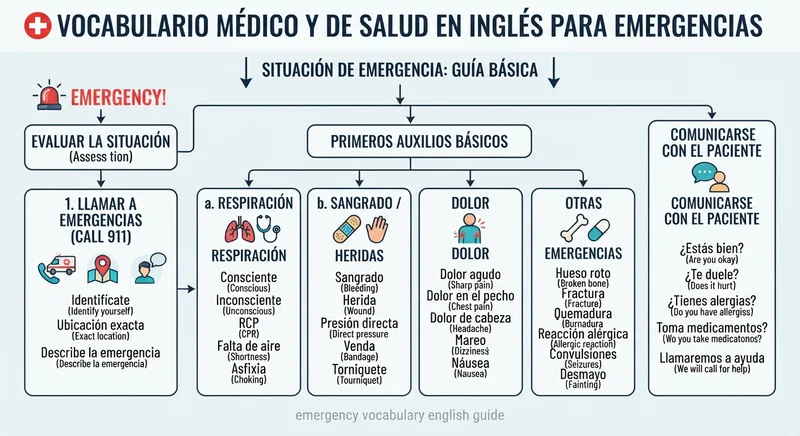 VOCABULARIO MÉDICO Y DE SALUD EN INGLÉS PARA EMERGENCIAS
SITUACIÓN DE EMERGENCIA: GUÍA BÁSICA
EMERGENCY!
EVALUAR LA SITUACIÓN
(Assess tion)
1. LLAMAR A
EMERGENCIAS
(CALL 911)
Identifícate
(Identify yourself)
Ubicación exacta
(Exact location)
Describe la emergencia
(Describe la emergencia)
PRIMEROS AUXILIOS BÁSICOS
a. RESPIRACIÓN
RESPIRACIÓN
Consciente
(Conscious)
Inconsciente
(Unconscious)
RCP
(CPR)
Falta de aire
(Shortness)
Asfixia
(Choking)
b. SANGRADO /
HERIDAS
Sangrado
(Bleeding)
Herida
(Wound)
Presión directa
(Direct pressure
Venda
(Bandage)
Torniquete
(Tourniquet)
DOLOR
DOLOR
Dolor agudo
(Sharp pain)
Dolor en el pecho
(Chest pain)
Dolor de cabeza
(Headache)
Mareo
(Dizziness)
Náusea
(Nausea)
OTRAS
EMERGENCIAS
Hueso roto
(Broken bone)
Fractura
(Fracture)
Quemadura
(Burnadura)
Reacción alérgica
(Allergic reaction)
Convulsiones
(Seizures)
Desmayo
(Fainting)
COMUNICARSE
CON EL PACIENTE
COMUNICARSE
CON EL PACIENTE
¿Estás bien?
(Are you okay)
¿Te duele?
(Does it hurt)
¿Tienes alergias?
(Do you have allergiss)
Toma medicamentos?
(Wo you take medicatonos?)
Llamaremos a ayuda
(We will call for help)
emergency vocabulary english guide